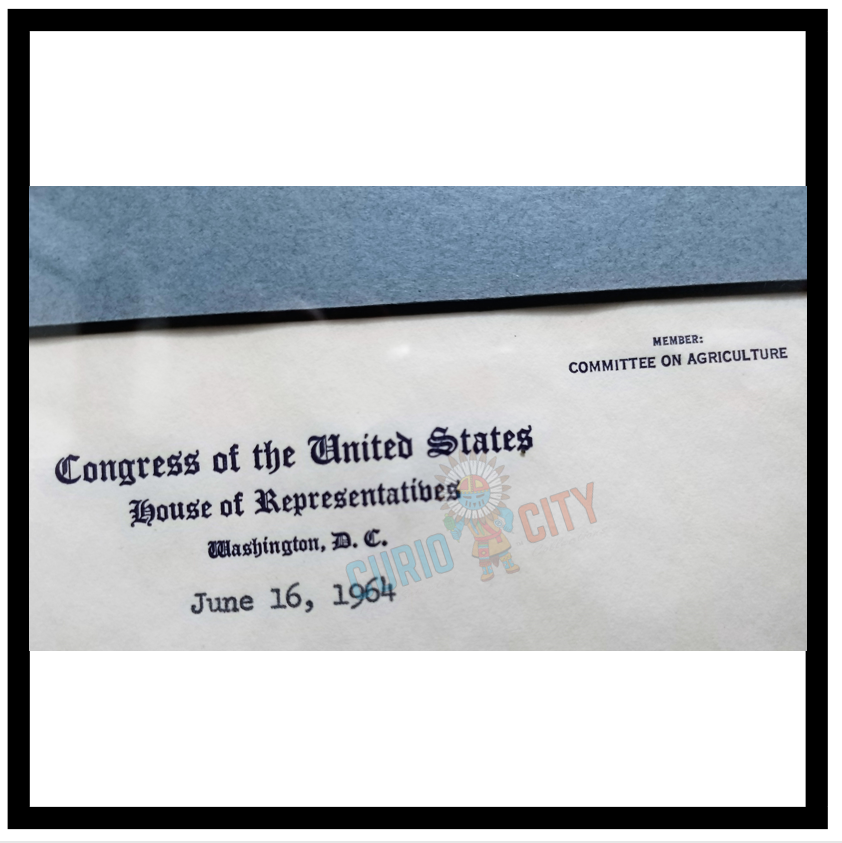 MEMBER:
COMMITTEE ON AGRICULTURE
Congress of the United States
House of Representatives
Washington, D. C.
June 16, 1964
CURIO CITY